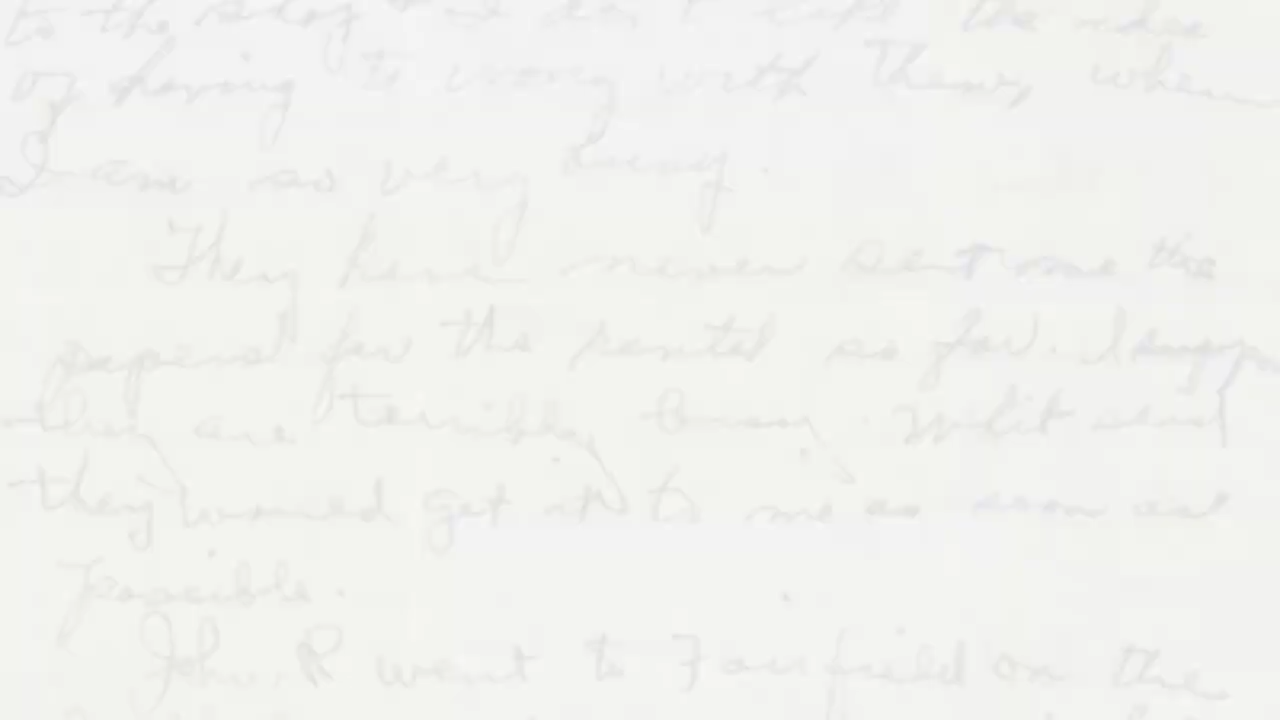 to the
of having to worry with them, when
I am so very busy.
They have never sent me the
papers for the rental so far. I suppose
they are terribly busy. Walt said
they would get it to me as soon as
possible.
John R went to Fairfield on the